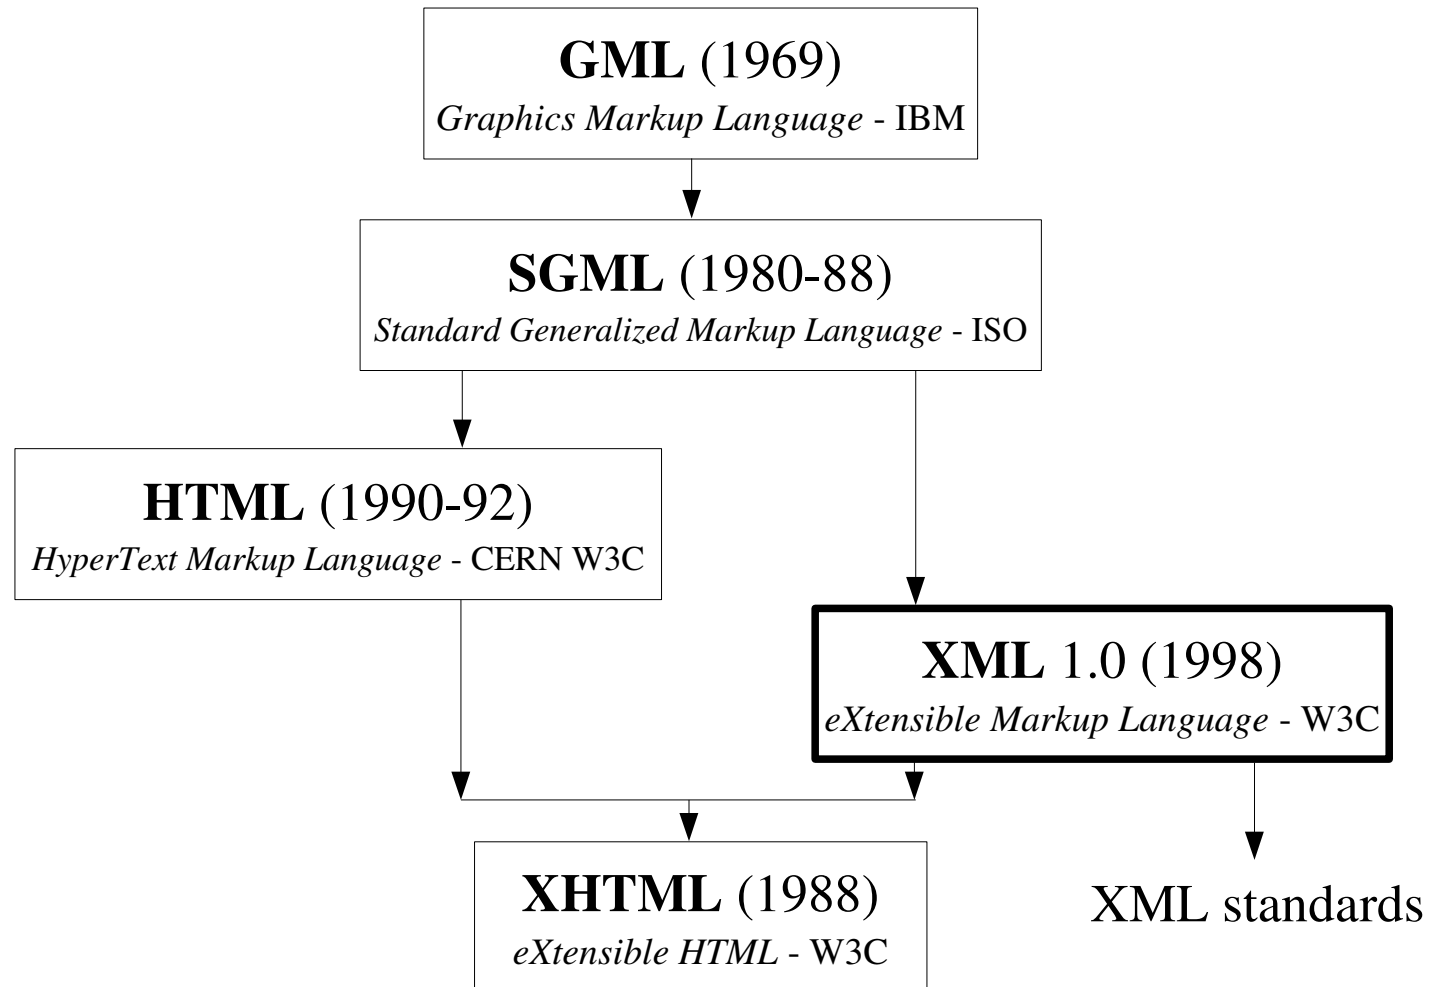 GML (1969)
Graphics Markup Language - IBM
SGML (1980-88)
Standard Generalized Markup Language - ISO
HTML (1990-92)
HyperText Markup Language - CERN W3C
XML 1.0 (1998)
eXtensible Markup Language - W3C
XHTML (1988)
eXtensible HTML - W3C
XML standards